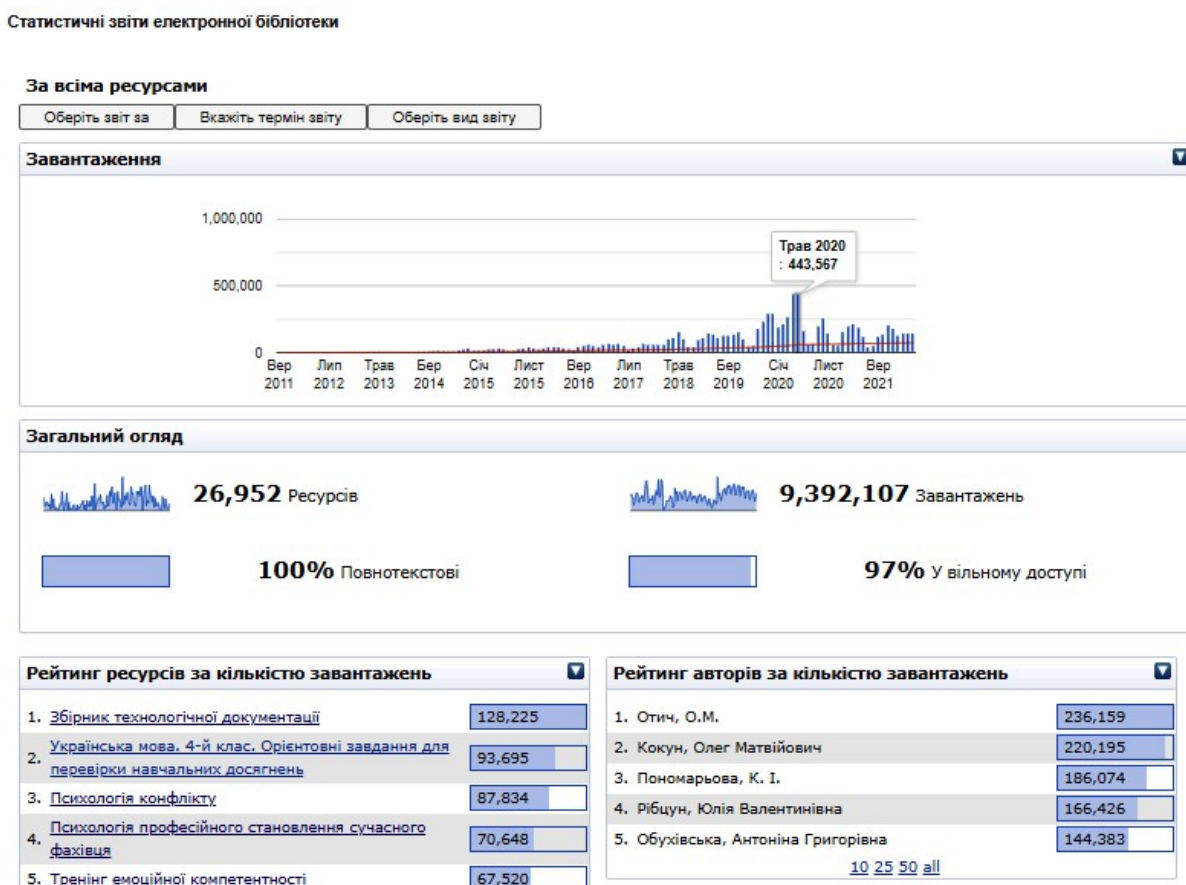 Статистичні звіти електронної бібліотеки
За всіма ресурсами
Оберіть звіт за Вкажіть термін звіту Оберіть вид звіту
Завантаження
1,000,000
500,000
0
Трав 2020
: 443,567
Вер 2011 Лип 2012 Трав 2013 Бер 2014 Січ 2015 Лист 2015 Вер 2016 Лип 2017 Трав 2018 Бер 2019 Січ 2020 Лист 2020 Вер 2021
Загальний огляд
26,952 Ресурсів
9,392,107 Завантажень
100% Повнотекстові
97% У вільному доступі
Рейтинг ресурсів за кількістю завантажень
1. Збірник технологічної документації 128,225
2. Українська мова. 4-й клас. Орієнтовні завдання для
перевірки навчальних досягнень 93,695
3. Психологія конфлікту 87,834
4. Психологія професійного становлення сучасного
фахівця 70,648
5. Тренінг емоційної компетентності 67,520
Рейтинг авторів за кількістю завантажень
1. Отич, О.М. 236,159
2. Кокун, Олег Матвійович 220,195
3. Пономарьова, К. І. 186,074
4. Рібцун, Юлія Валентинівна 166,426
5. Обухівська, Антоніна Григорівна 144,383
10 25 50 all